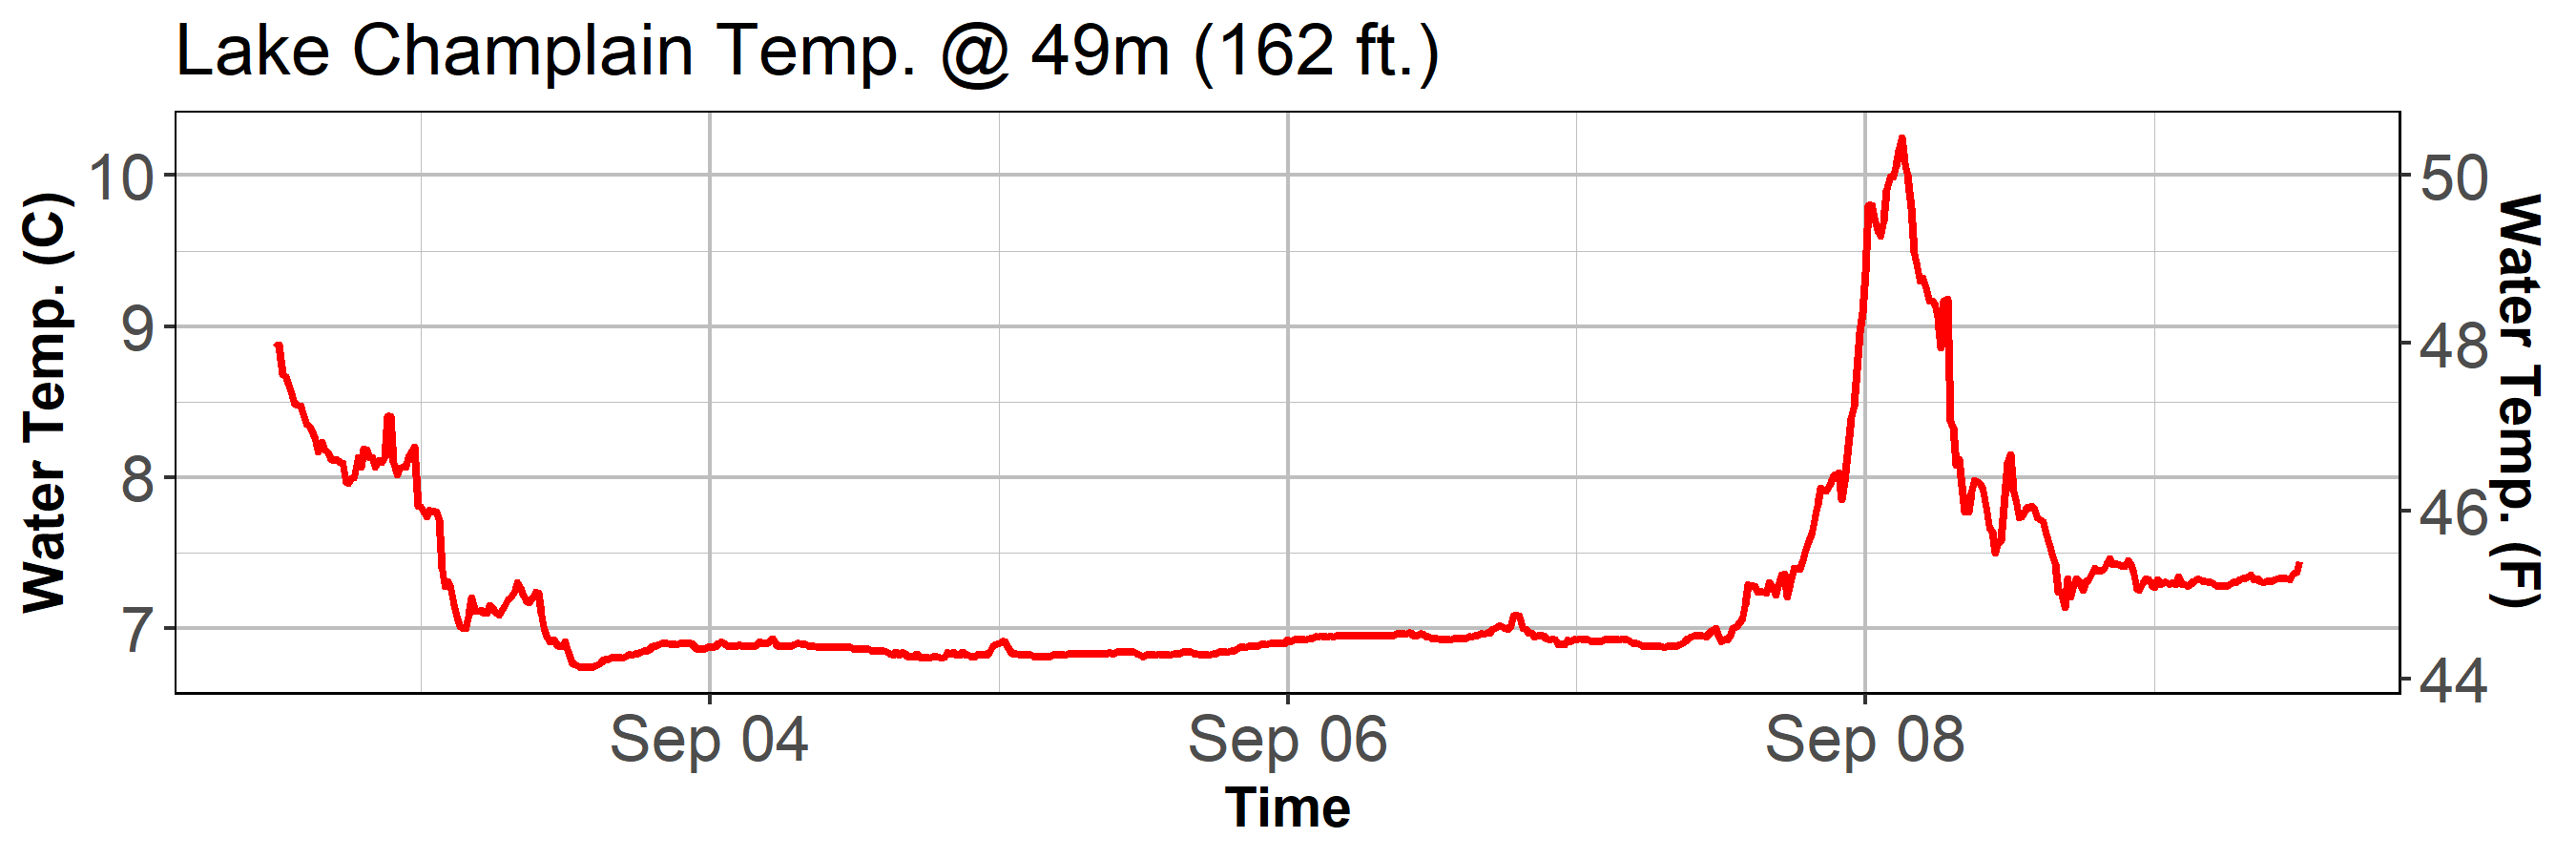 Lake Champlain Temp. @ 49m (162 ft.)
Water Temp. (C)
10
9
8
7
50
48
46
44
Water Temp. (F)
Sep 04 Sep 06 Sep 08
Time